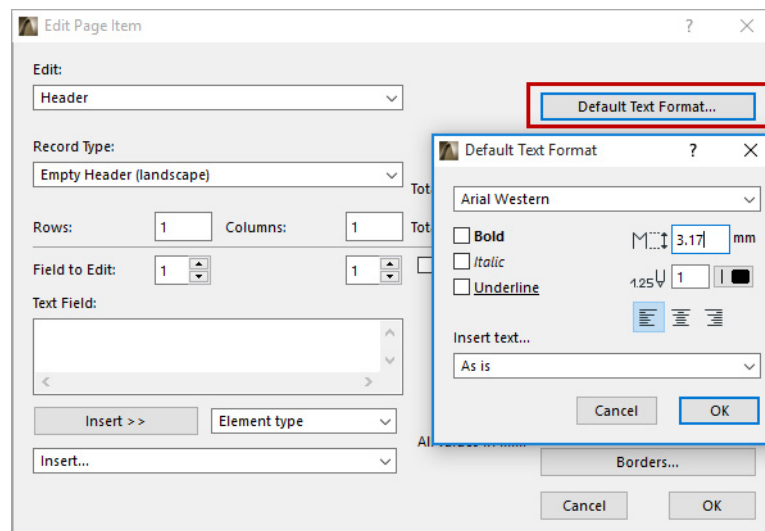 Edit Page Item
Edit:
Header
Default Text Format...
Record Type:
Empty Header (landscape)
Tot
Rows: 1 Columns: 1 Tot
Field to Edit: 1 1
Text Field:
Insert >> Element type
Insert...
Borders...
Cancel OK
Default Text Format
Arial Western
Bold
3.17 mm
Italic
1.25 1
Underline
Insert text...
As is
Cancel OK